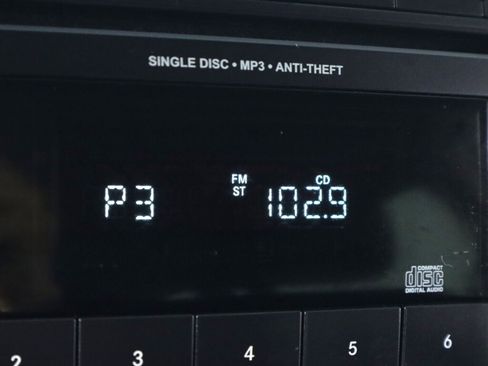 SINGLE DISC • MP3 • ANTI-THEFT
FM CD
P3 ST 102.9
COMPACT
disc
DIGITAL AUDIO
2 3 4 5 6